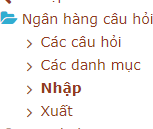 Ngân hàng câu hỏi
Các câu hỏi
Các danh mục
Nhập
Xuất